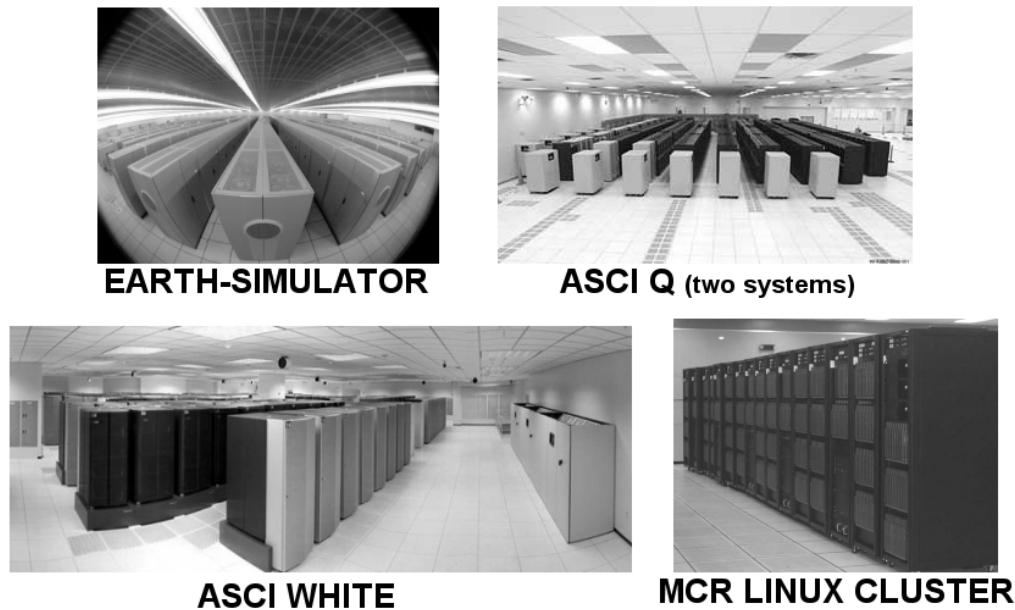 EARTH-SIMULATOR
ASCI Q (two systems)
ASCI WHITE
MCR LINUX CLUSTER